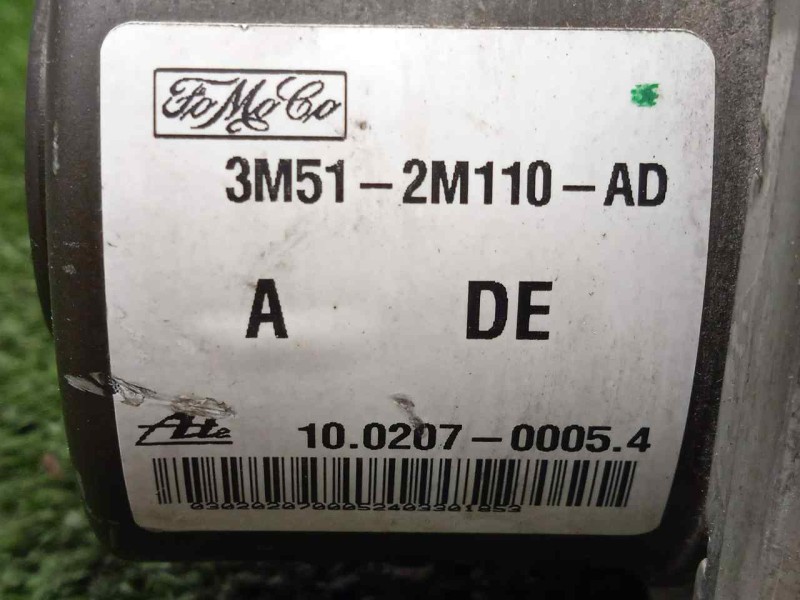 FoMoCo
3M51-2M110-AD
A DE
Ate 10.0207-0005.4